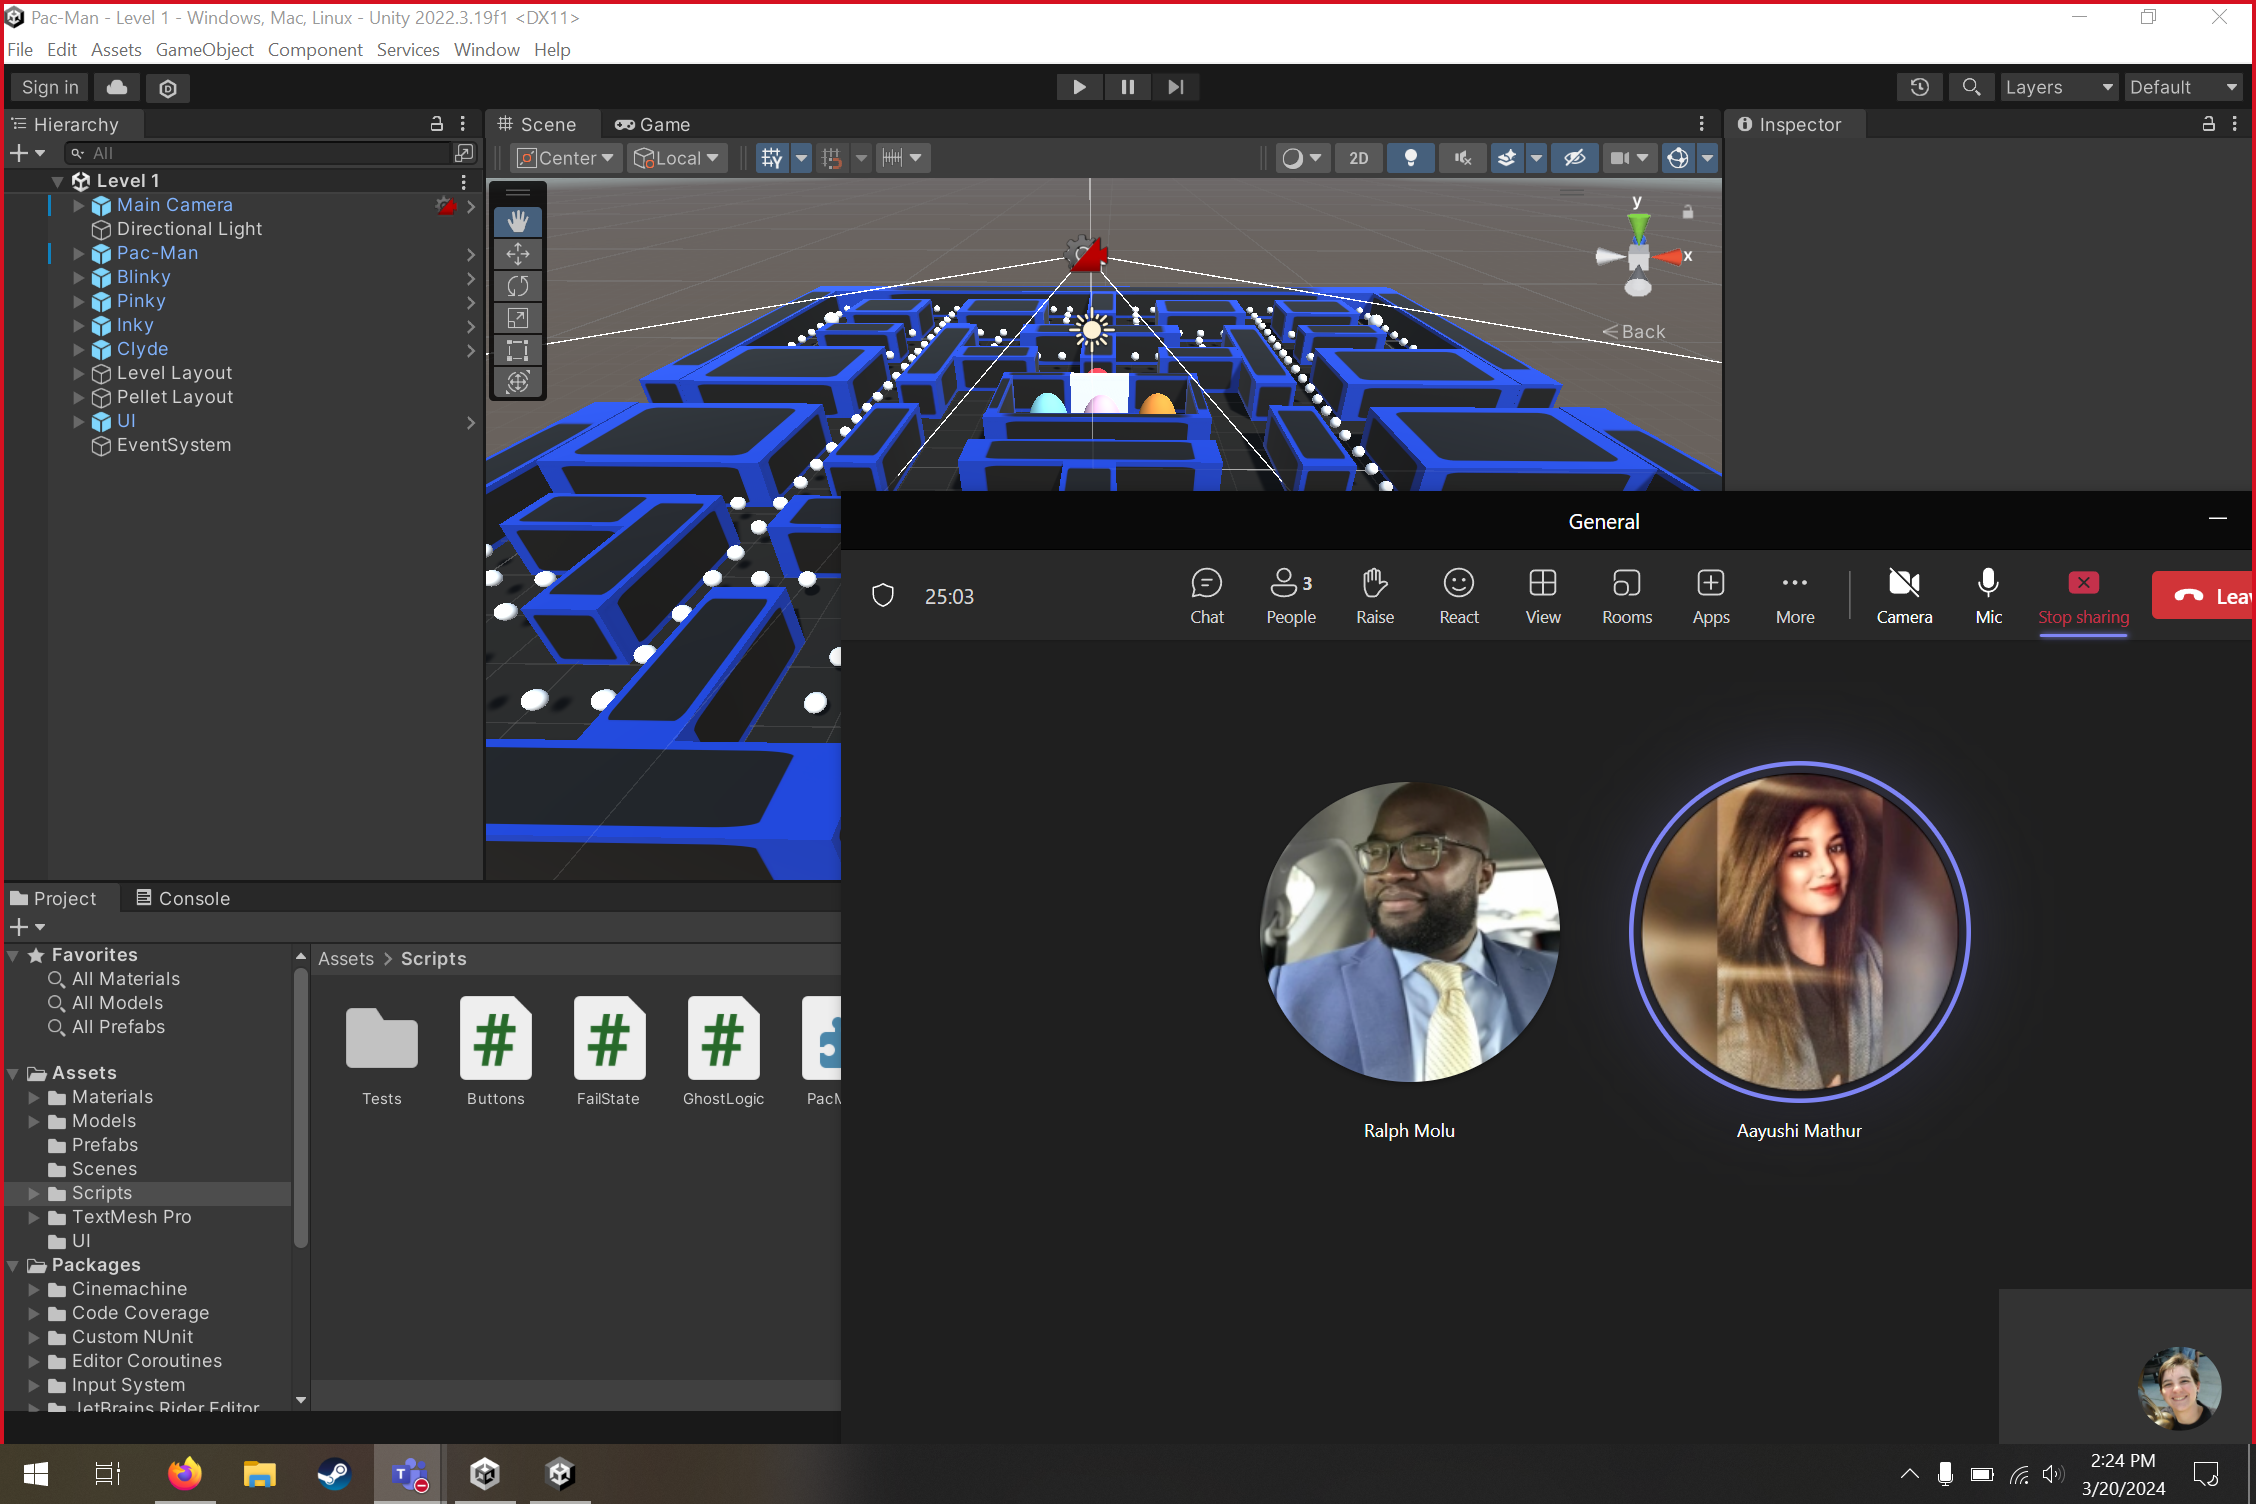 Pac-Man - Level 1 - Windows, Mac, Linux - Unity 2022.3.19f1 <DX11>
File Edit Assets GameObject Component Services Window Help
Sign in
Layers Default
Hierarchy
Scene Game
Inspector
All
Center Local
2D
Level 1
Main Camera
Directional Light
Pac-Man
Blinky
Pinky
Inky
Clyde
Level Layout
Pellet Layout
UI
EventSystem
y
x
Back
General
25:03
Chat
3
People
Raise
React
View
Rooms
Apps
More
Camera
Mic
Stop sharing
Leav
Ralph Molu
Aayushi Mathur
Project Console
Favorites
All Materials
All Models
All Prefabs
Assets
Materials
Models
Prefabs
Scenes
Scripts
TextMesh Pro
UI
Packages
Cinemachine
Code Coverage
Custom NUnit
Editor Coroutines
Input System
JetBrains Rider Editor
Assets > Scripts
Tests
# Buttons
# FailState
# GhostLogic
PacM
T
2:24 PM
3/20/2024